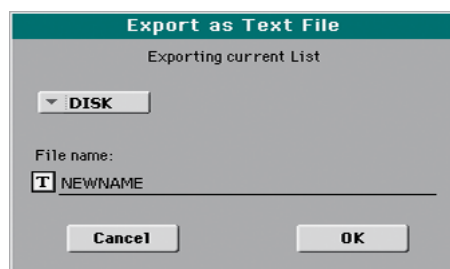 Export as Text File
Exporting current List
DISK
File name:
T NEWNAME
Cancel OK